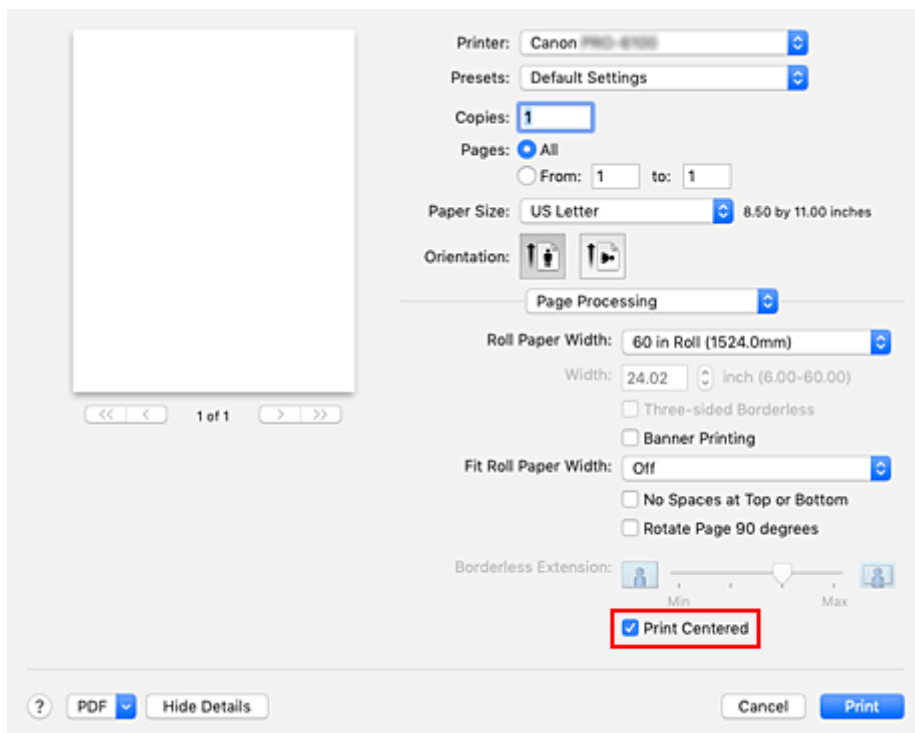 Printer: Canon
Presets: Default Settings
Copies: 1
Pages: All
From: 1 to: 1
Paper Size: US Letter 8.50 by 11.00 inches
Orientation:
Page Processing
Roll Paper Width: 60 in Roll (1524.0mm)
Width: 24.02 inch (6.00-60.00)
Three-sided Borderless
Banner Printing
Fit Roll Paper Width: Off
No Spaces at Top or Bottom
Rotate Page 90 degrees
Borderless Extension:
Min Max
Print Centered
<< < 1 of 1 > >>
? PDF Hide Details Cancel Print